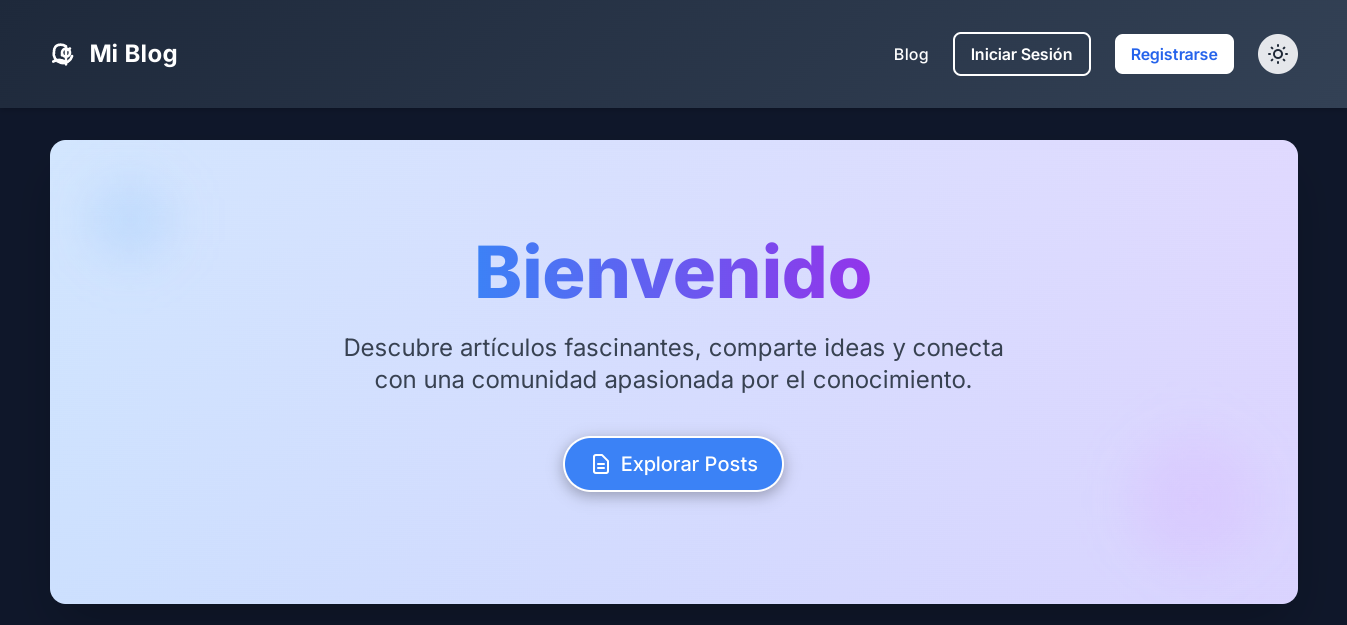 Mi Blog
Blog
Iniciar Sesión
Registrarse
Bienvenido
Descubre artículos fascinantes, comparte ideas y conecta
con una comunidad apasionada por el conocimiento.
Explorar Posts